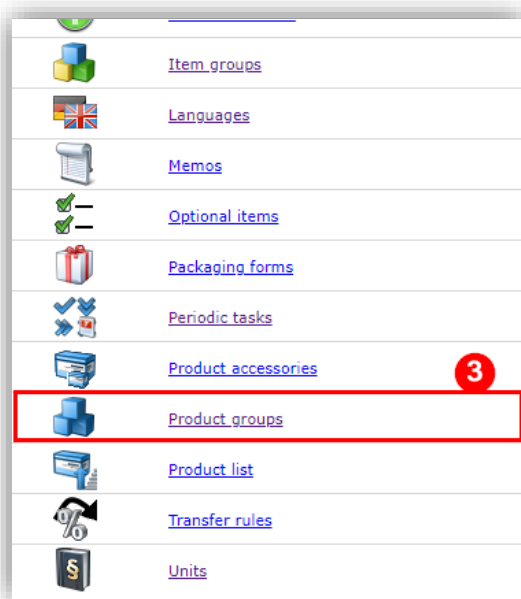 Item groups
Languages
Memos
Optional items
Packaging forms
Periodic tasks
Product accessories
3
Product groups
Product list
%
Transfer rules
§
Units